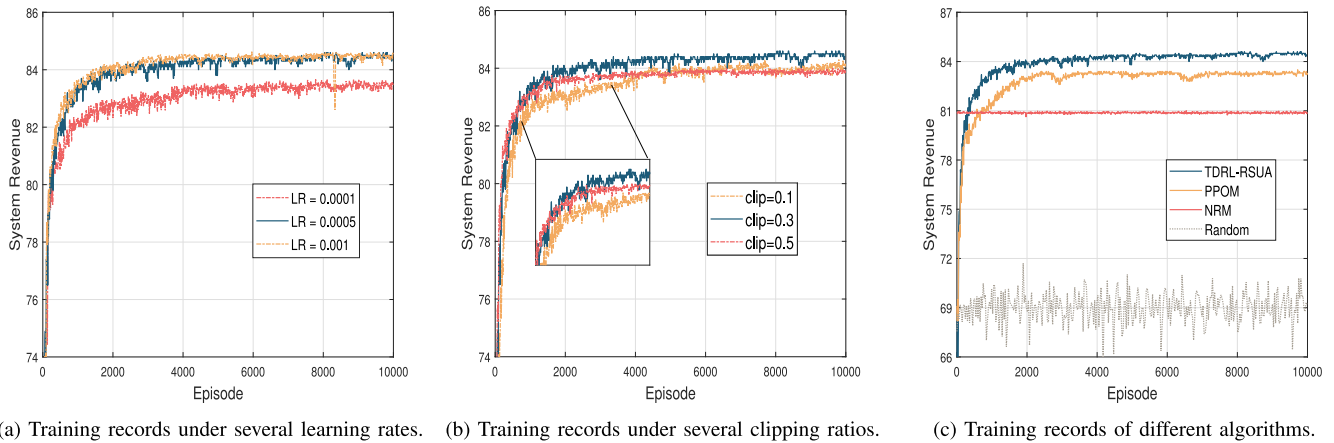 86
84
82
80
78
76
74
System Revenue
0
2000
4000
6000
8000
10000
Episode
LR = 0.0001
LR = 0.0005
LR = 0.001
(a) Training records under several learning rates.
86
84
82
80
78
76
74
System Revenue
0
2000
4000
6000
8000
10000
Episode
clip=0.1
clip=0.3
clip=0.5
(b) Training records under several clipping ratios.
87
84
81
78
75
72
69
66
System Revenue
0
2000
4000
6000
8000
10000
Episode
TDRL-RSUA
PPOM
NRM
Random
(c) Training records of different algorithms.